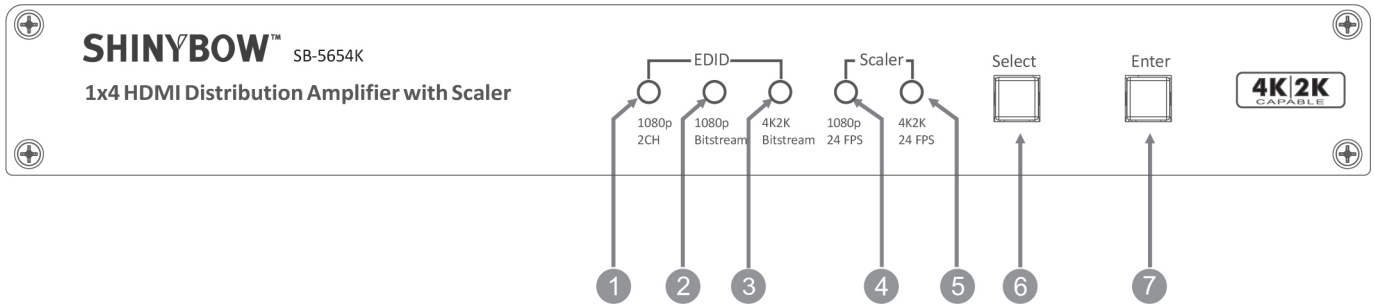 SHINYBOW™ SB-5654K
1x4 HDMI Distribution Amplifier with Scaler
EDID
1080p
2CH
1080p
Bitstream
4K2K
Bitstream
Scaler
1080p
24 FPS
4K2K
24 FPS
Select
Enter
4K|2K
CAPABLE
1
2
3
4
5
6
7